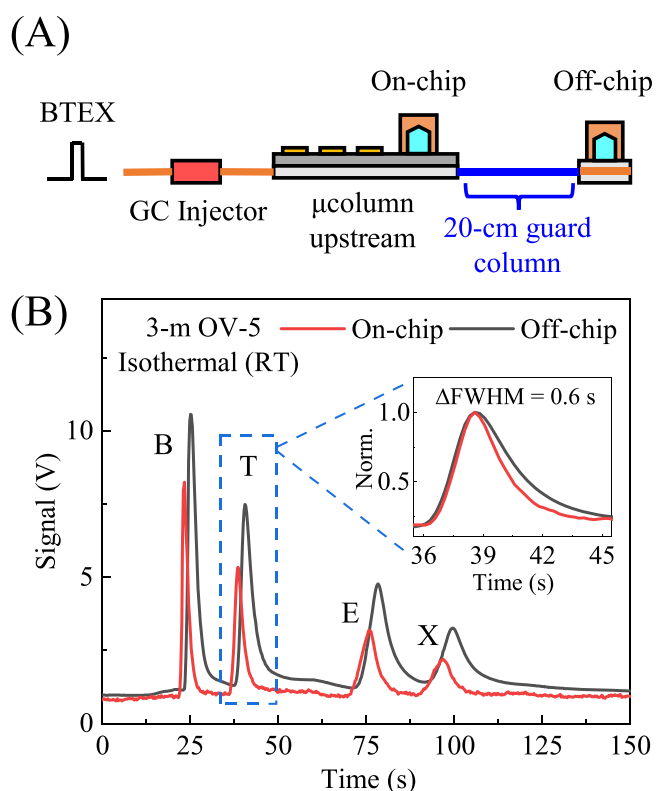 (A)
On-chip
Off-chip
BTEX
GC Injector
μcolumn
upstream
20-cm guard
column
(B)
3-m OV-5
Isothermal (RT)
On-chip
Off-chip
ΔFWHM = 0.6 s
Norm.
1.0
0.5
36
39
42
45
Time (s)
B
T
E
X
Signal (V)
10
5
0
0
25
50
75
100
125
150
Time (s)